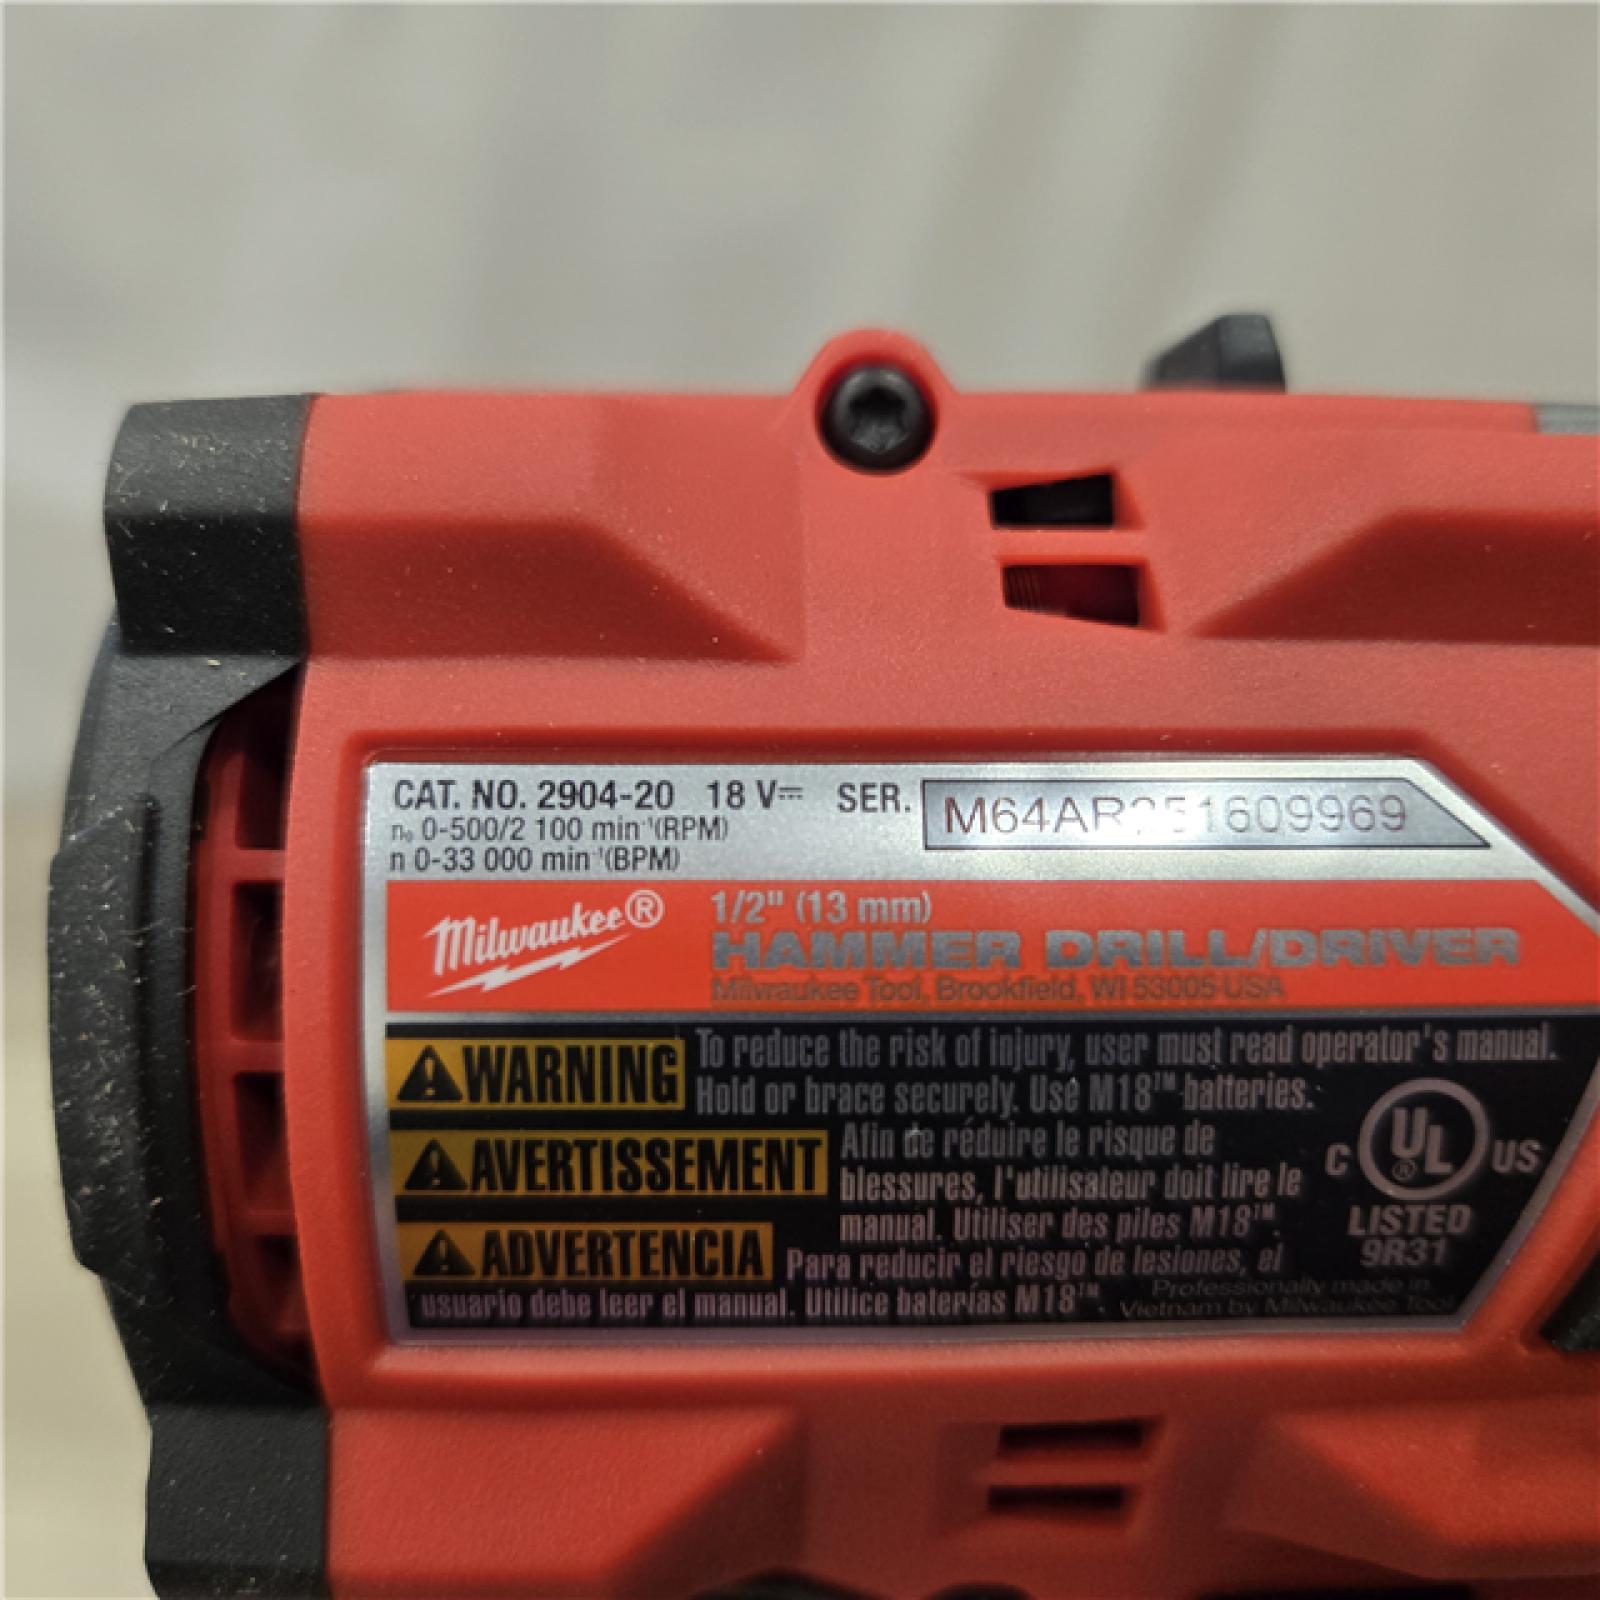 CAT. NO. 2904-20 18 V⎓ SER.
n₀ 0-500/2 100 min⁻¹(RPM)
n 0-33 000 min⁻¹(BPM)
Milwaukee®
1/2" (13 mm)
HAMMER DRILL/DRIVER
Milwaukee Tool, Brookfield, WI 53005 USA
WARNING To reduce the risk of injury, user must read operator's manual.
Hold or brace securely. Use M18™ batteries.
AVERTISSEMENT Afin de réduire le risque de
blessures, l'utilisateur doit lire le
manual. Utiliser des piles M18™.
ADVERTENCIA Para reducir el riesgo de lesiones, el
usuario debe leer el manual. Utilice baterías M18™.
C UL® US
LISTED
9R31
Professionally made in
Vietnam by Milwaukee Tool